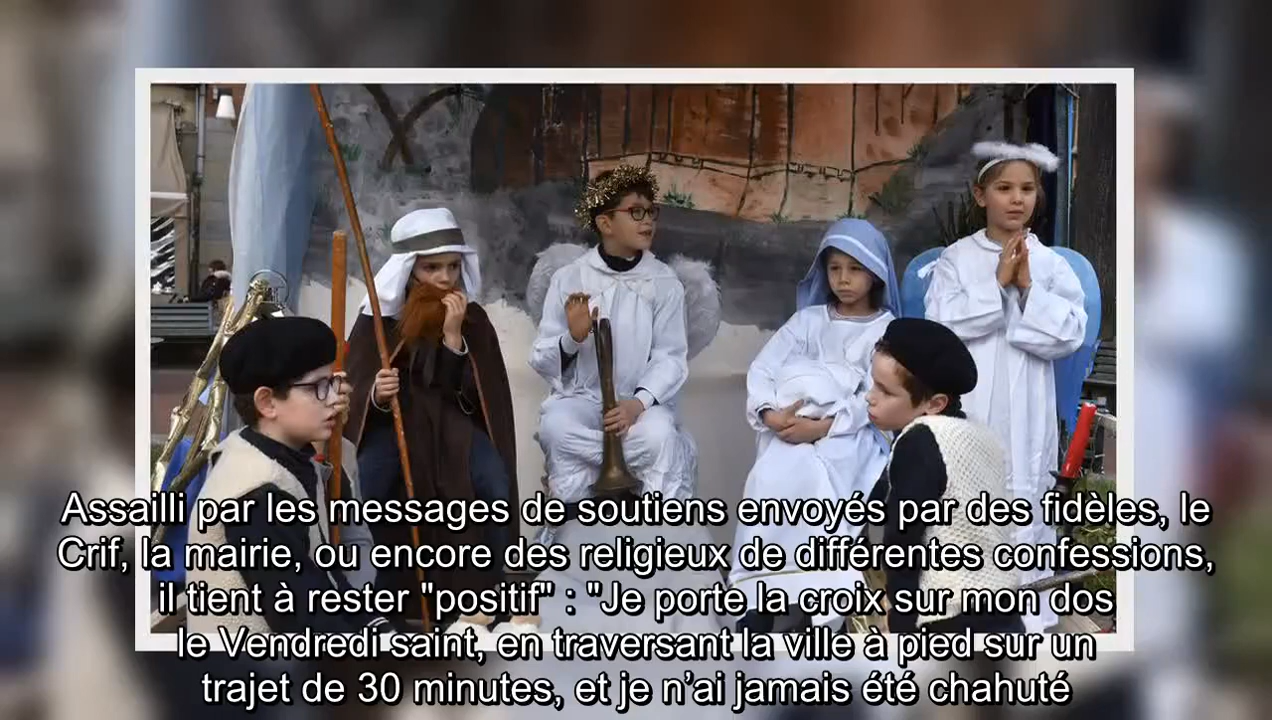 Assailli par les messages de soutiens envoyés par des fidèles, le
Crif, la mairie, ou encore des religieux de différentes confessions,
il tient à rester "positif" : "Je porte la croix sur mon dos
le Vendredi saint, en traversant la ville à pied sur un
trajet de 30 minutes, et je n’ai jamais été chahuté